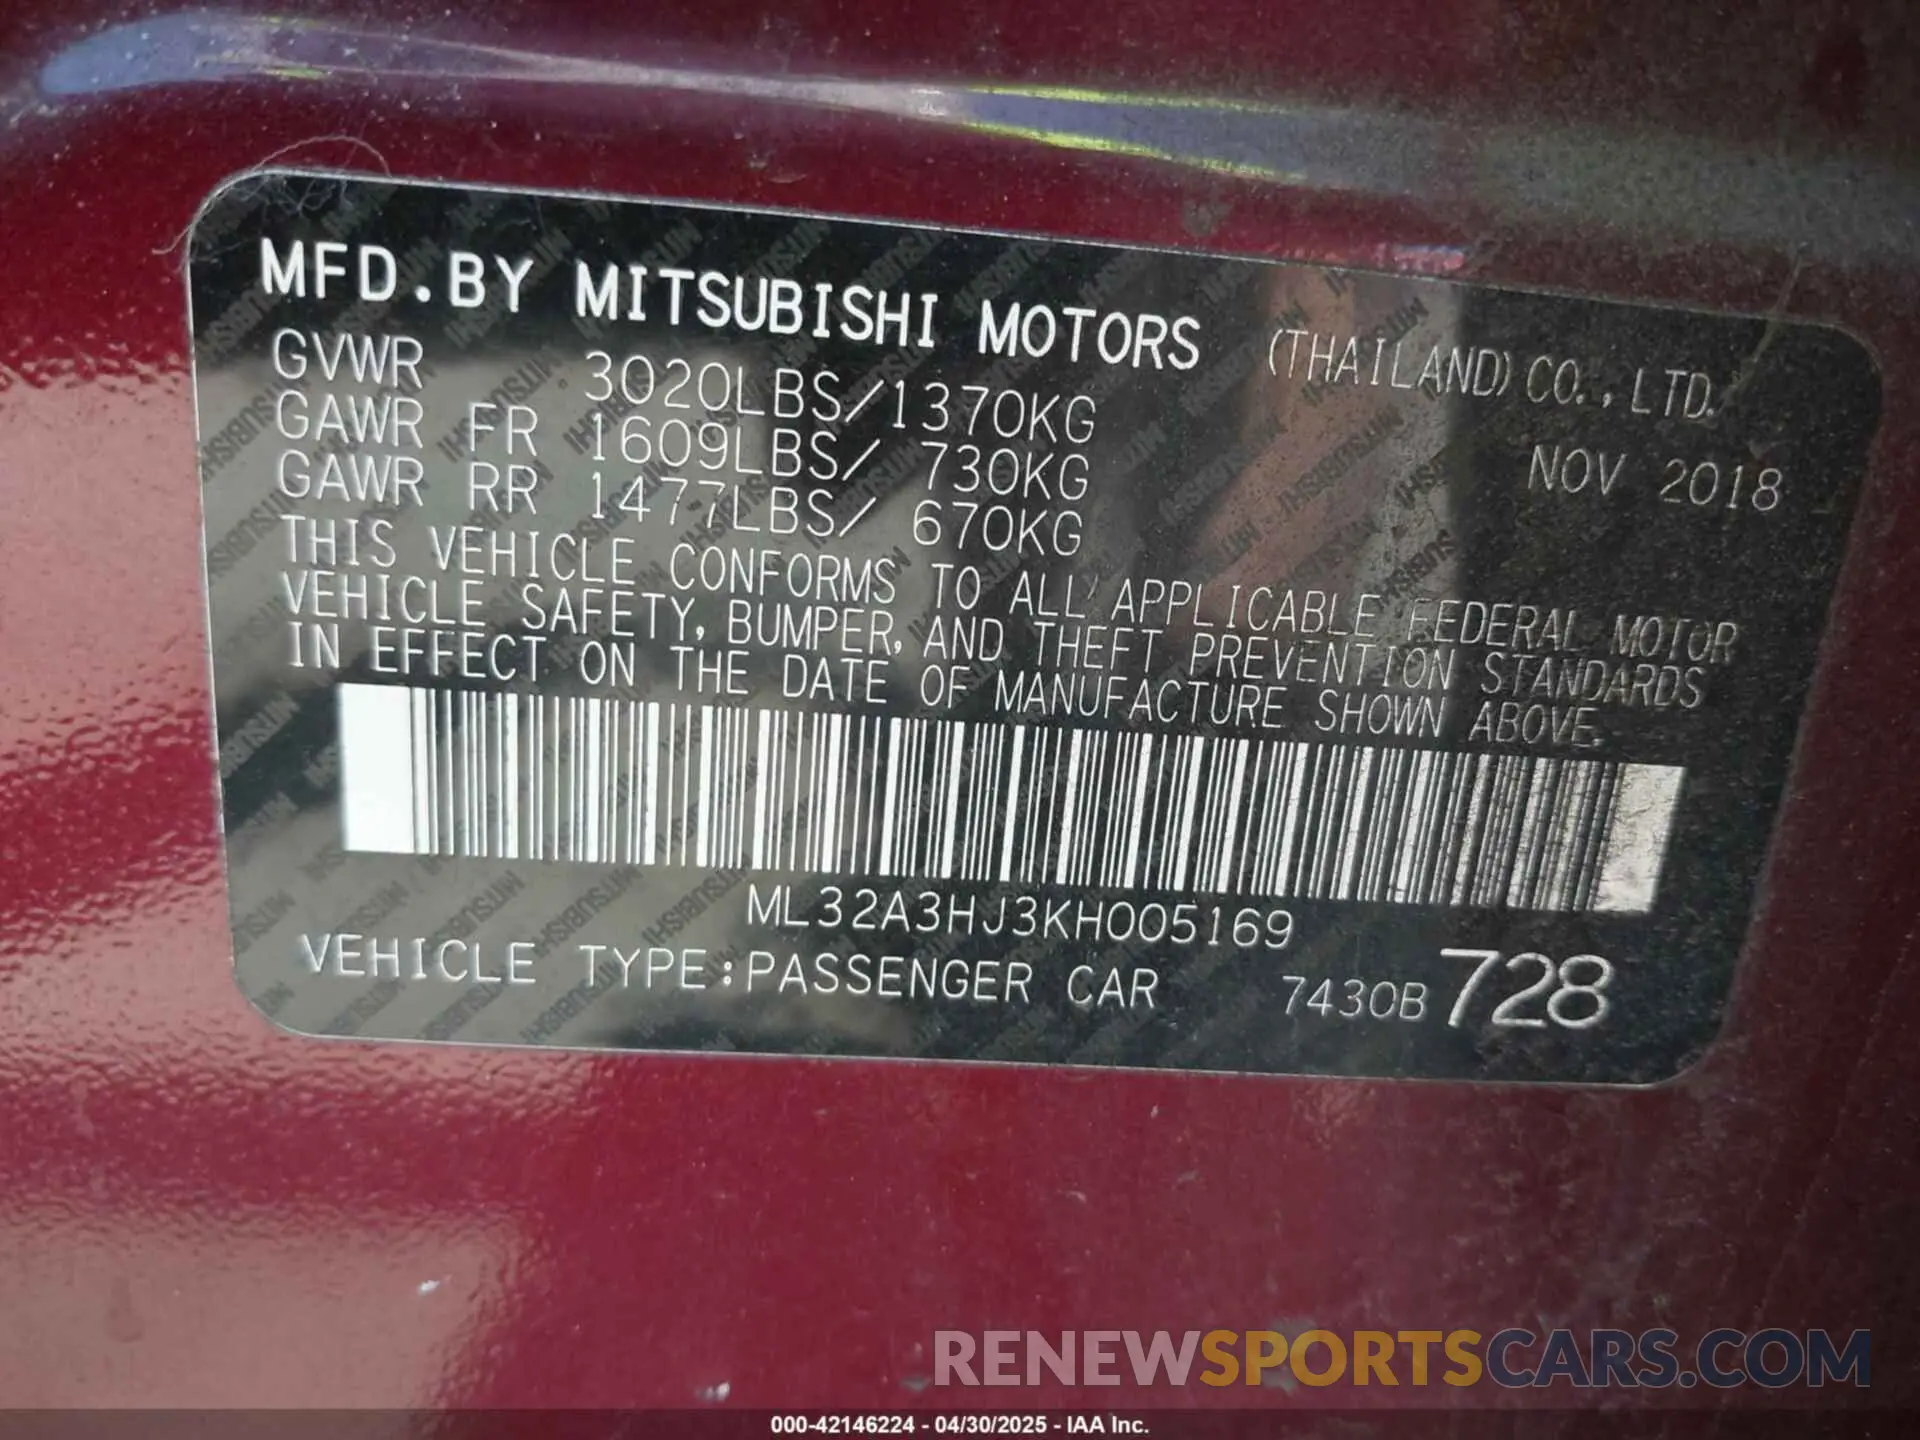 MFD.BY MITSUBISHI MOTORS (THAILAND) CO., LTD.
GVWR 3020LBS/1370KG
GAWR FR 1609LBS/ 730KG NOV 2018
GAWR RR 1477LBS/ 670KG
THIS VEHICLE CONFORMS TO ALL APPLICABLE FEDERAL MOTOR
VEHICLE SAFETY, BUMPER, AND THEFT PREVENTION STANDARDS
IN EFFECT ON THE DATE OF MANUFACTURE SHOWN ABOVE.
ML32A3HJ3KH005169
VEHICLE TYPE:PASSENGER CAR 7430B 728
RENEWSPORTSCARS.COM
000-42146224 - 04/30/2025 - IAA Inc.